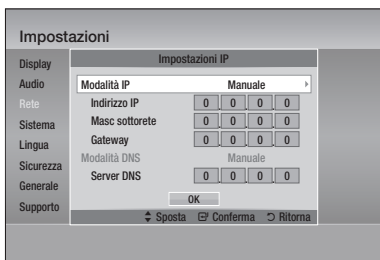 Impostazioni
Display
Audio
Rete
Sistema
Lingua
Sicurezza
Generale
Supporto
Impostazioni IP
Modalità IP Manuale
Indirizzo IP 0 . 0 . 0 . 0
Masc sottorete 0 . 0 . 0 . 0
Gateway 0 . 0 . 0 . 0
Modalità DNS Manuale
Server DNS 0 . 0 . 0 . 0
OK
Sposta Conferma Ritorna